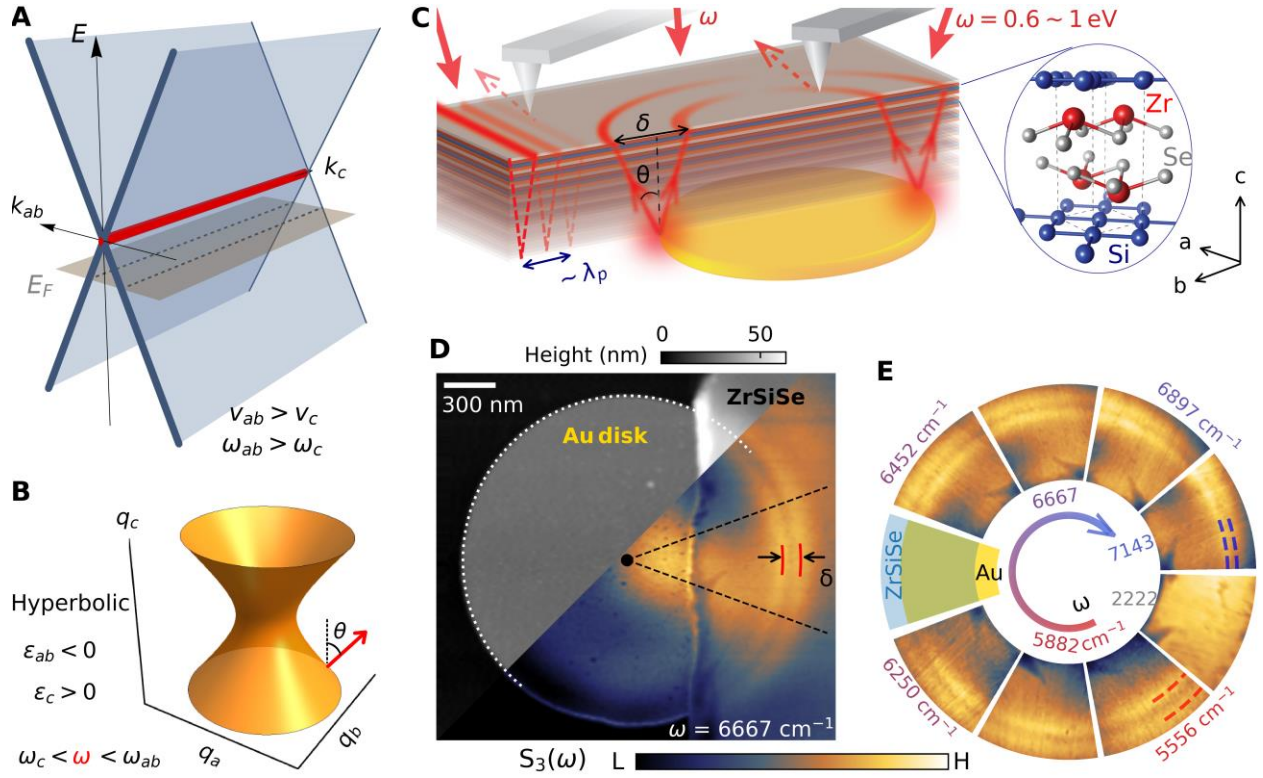 A
E
k_c
k_ab
E_F
v_ab > v_c
ω_ab > ω_c
B
q_c
Hyperbolic
ε_ab < 0
ε_c > 0
θ
q_a
q_b
ω_c < ω < ω_ab
C
ω
ω = 0.6 ~ 1 eV
δ
θ
~ λ_p
Zr
Se
Si
c
a
b
D
Height (nm)
0
50
300 nm
ZrSiSe
Au disk
δ
ω = 6667 cm⁻¹
S₃(ω)
L
H
E
6452 cm⁻¹
6897 cm⁻¹
6667
7143
ZrSiSe
Au
2222
ω
5882 cm⁻¹
6250 cm⁻¹
5556 cm⁻¹